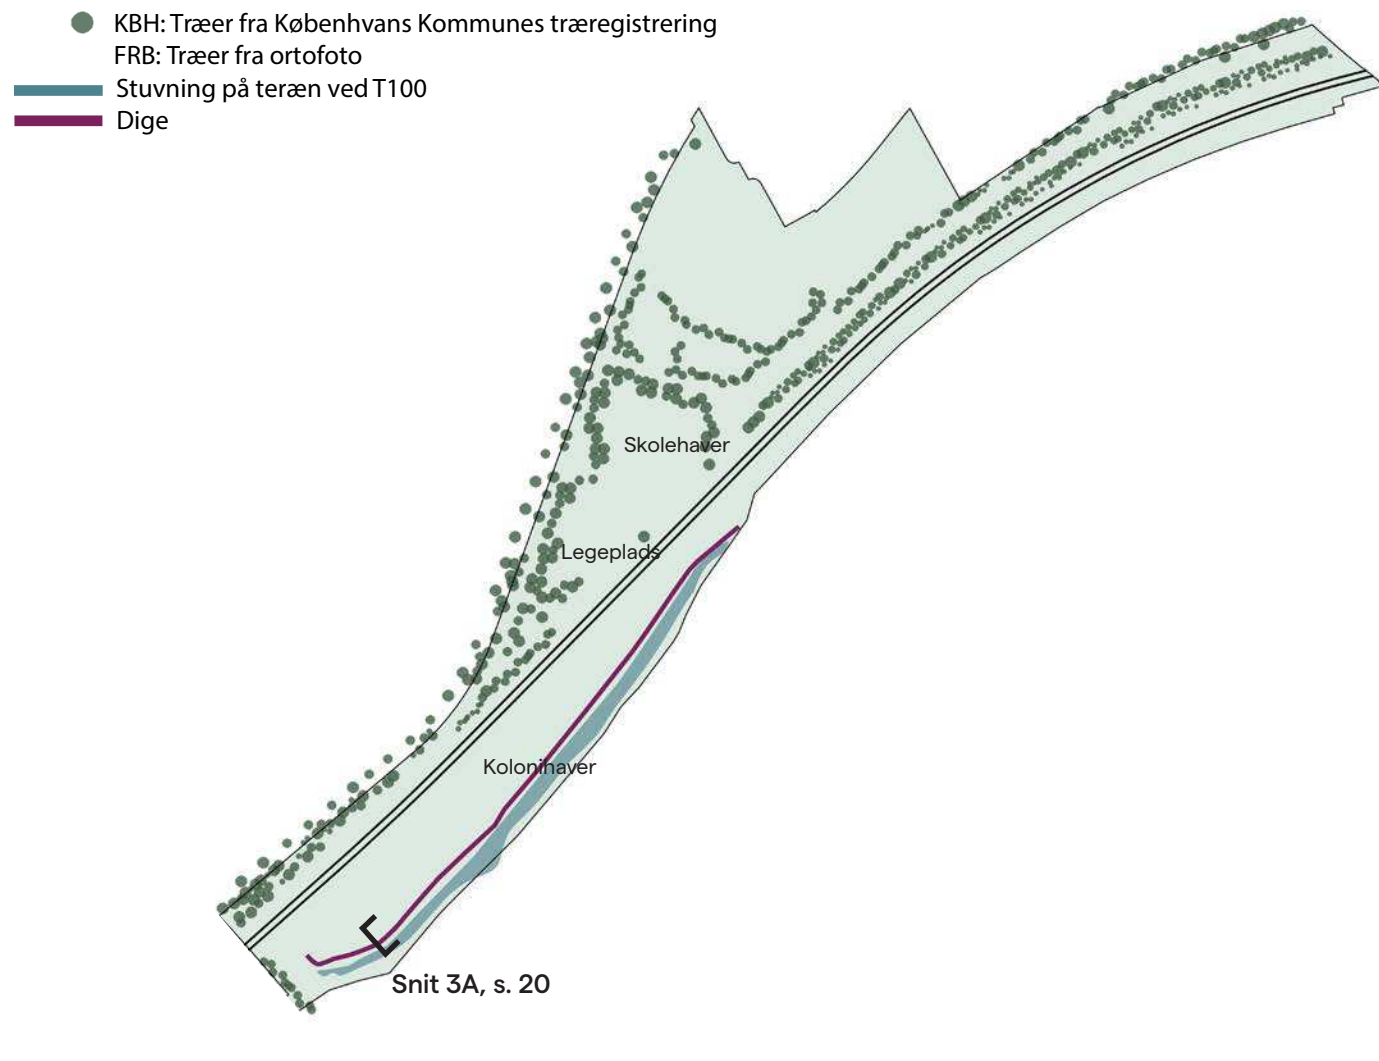 KBH: Træer fra Københvans Kommunes træregistrering
FRB: Træer fra ortofoto
Stuvning på teræn ved T100
Dige
Skolehaver
Legeplads
Kolonihaver
Snit 3A, s. 20